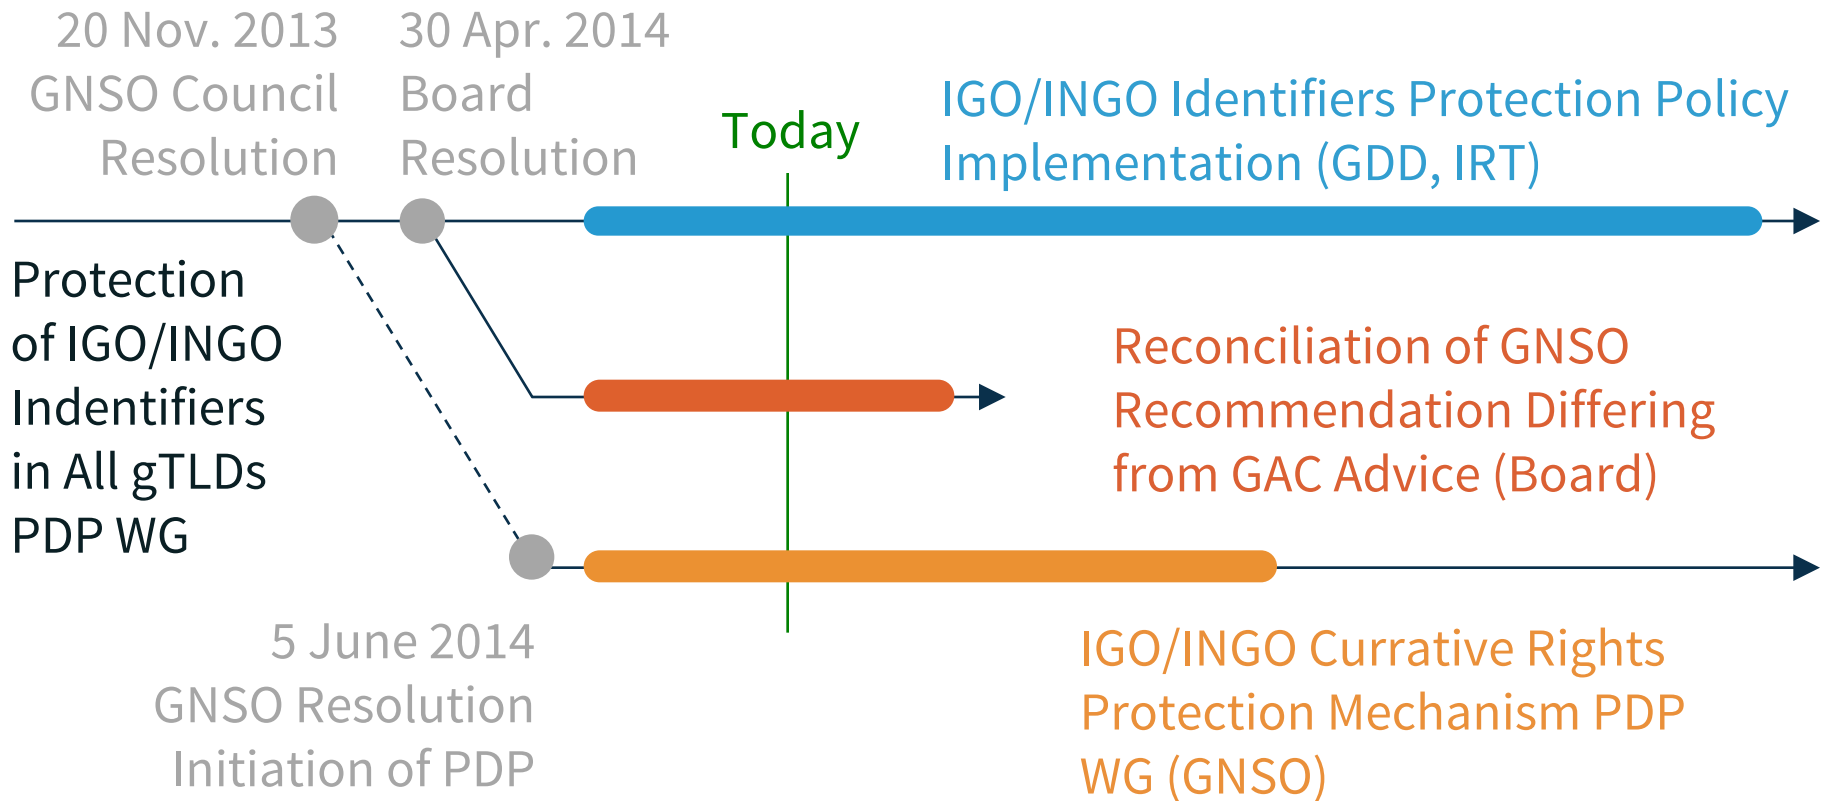 20 Nov. 2013
GNSO Council
Resolution
30 Apr. 2014
Board
Resolution
Today
IGO/INGO Identifiers Protection Policy
Implementation (GDD, IRT)
Protection
of IGO/INGO
Indentifiers
in All gTLDs
PDP WG
Reconciliation of GNSO
Recommendation Differing
from GAC Advice (Board)
5 June 2014
GNSO Resolution
Initiation of PDP
IGO/INGO Currative Rights
Protection Mechanism PDP
WG (GNSO)